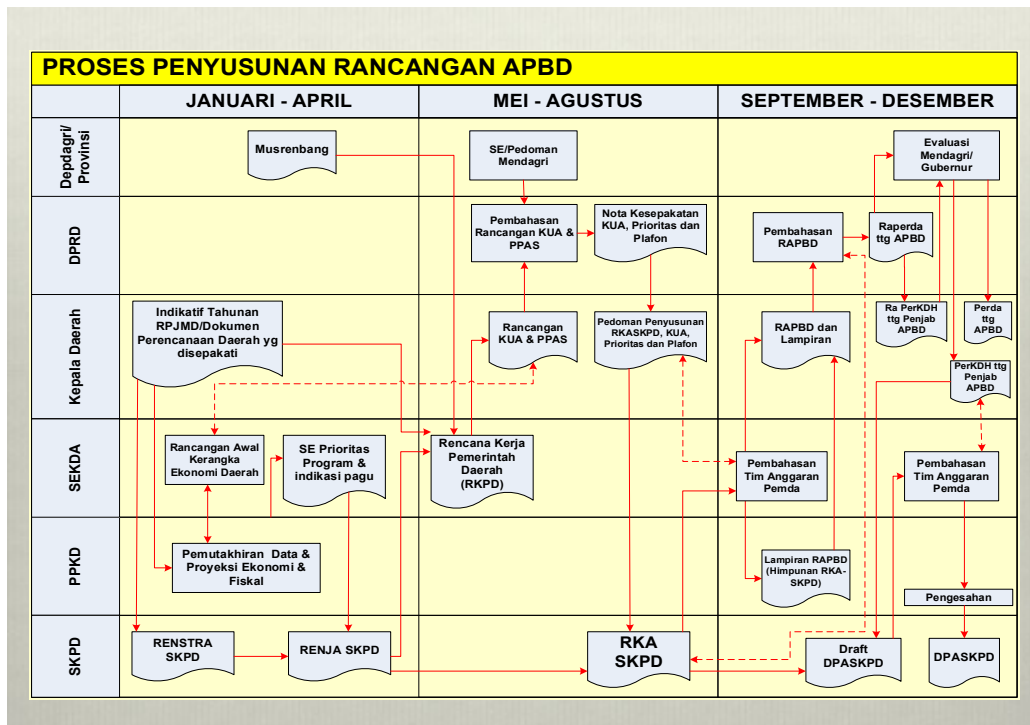 PROSES PENYUSUNAN RANCANGAN APBD
JANUARI - APRIL
MEI - AGUSTUS
SEPTEMBER - DESEMBER
Depdagri/
Provinsi
Musrenbang
SE/Pedoman
Mendagri
Evaluasi
Mendagri/
Gubernur
DPRD
Pembahasan
Rancangan KUA &
PPAS
Nota Kesepakatan
KUA, Prioritas dan
Plafon
Pembahasan
RAPBD
Raperda
ttg APBD
Kepala Daerah
Indikatif Tahunan
RPJMD/Dokumen
Perencanaan Daerah yg
disepakati
Rancangan
KUA & PPAS
Pedoman Penyusunan
RKASKPD, KUA,
Prioritas dan Plafon
RAPBD dan
Lampiran
Ra PerKDH
ttg Penjab
APBD
Perda
ttg
APBD
PerKDH ttg
Penjab
APBD
SEKDA
Rancangan Awal
Kerangka
Ekonomi Daerah
SE Prioritas
Program &
indikasi pagu
Rencana Kerja
Pemerintah
Daerah
(RKPD)
Pembahasan
Tim Anggaran
Pemda
Pembahasan
Tim Anggaran
Pemda
PPKD
Pemutakhiran Data &
Proyeksi Ekonomi &
Fiskal
Lampiran RAPBD
(Himpunan RKA-
SKPD)
Pengesahan
SKPD
RENSTRA
SKPD
RENJA SKPD
RKA
SKPD
Draft
DPASKPD
DPASKPD